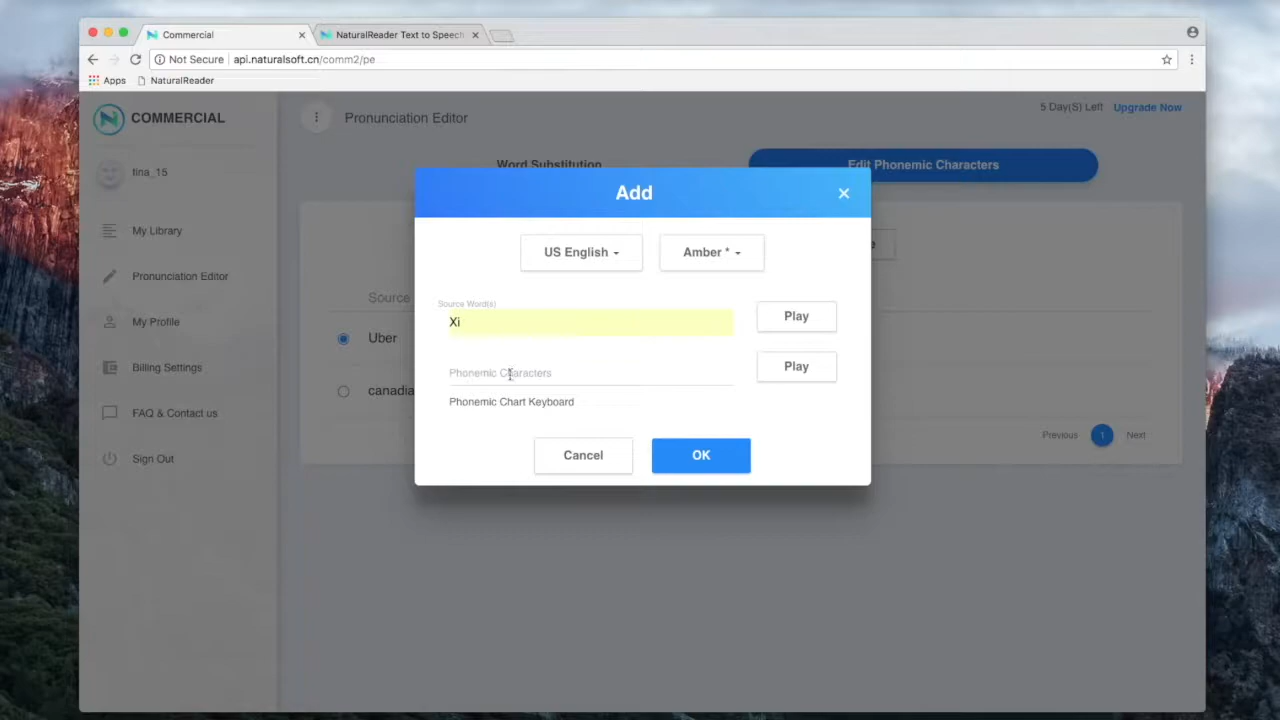 Commercial
NaturalReader Text to Speech
Not Secure
api.naturalsoft.cn/comm2/pe
Apps
NaturalReader
COMMERCIAL
Pronunciation Editor
5 Day(S) Left
Upgrade Now
tina_15
Word Substitution
Edit Phonemic Characters
My Library
Pronunciation Editor
My Profile
Billing Settings
FAQ & Contact us
Sign Out
Source
Uber
canadia
Previous
1
Next
Add
US English
Amber *
Source Word(s)
Xi
Play
Phonemic Characters
Play
Phonemic Chart Keyboard
Cancel
OK